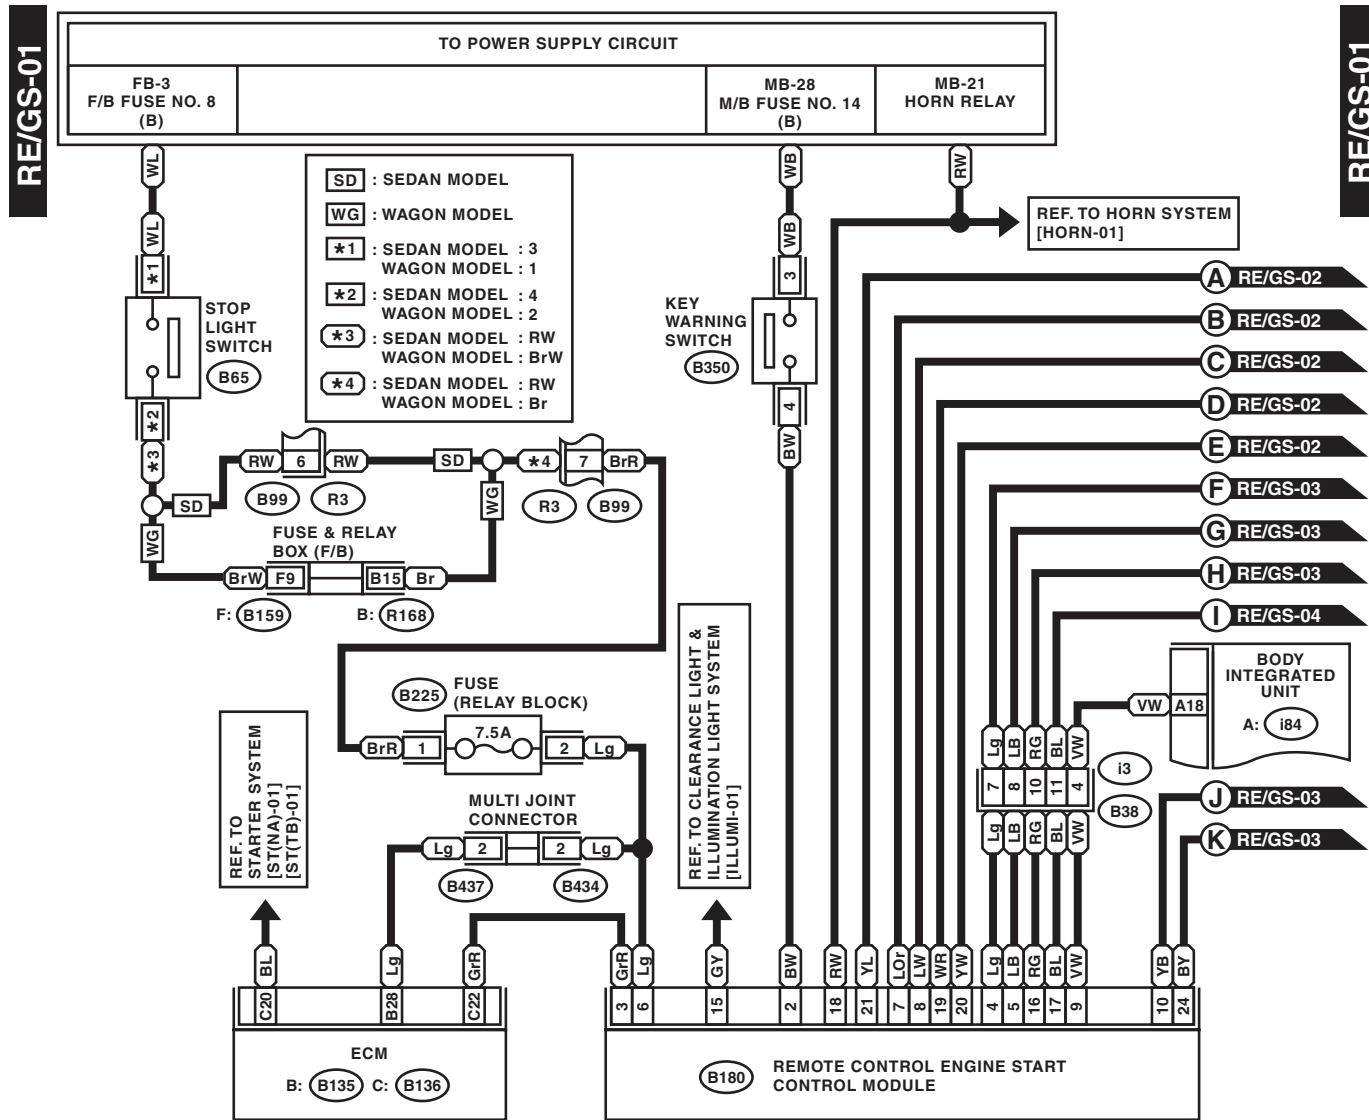 RE/GS-01
RE/GS-01
TO POWER SUPPLY CIRCUIT
FB-3
F/B FUSE NO. 8
(B)
MB-28
M/B FUSE NO. 14
(B)
MB-21
HORN RELAY
WL
WB
RW
SD : SEDAN MODEL
WG : WAGON MODEL
*1 : SEDAN MODEL : 3
WAGON MODEL : 1
*2 : SEDAN MODEL : 4
WAGON MODEL : 2
*3 : SEDAN MODEL : RW
WAGON MODEL : BrW
*4 : SEDAN MODEL : RW
WAGON MODEL : Br
REF. TO HORN SYSTEM
[HORN-01]
WL
WB
*1
3
STOP
LIGHT
SWITCH
B65
KEY
WARNING
SWITCH
B350
*2
4
*3
BW
A RE/GS-02
B RE/GS-02
C RE/GS-02
D RE/GS-02
E RE/GS-02
F RE/GS-03
G RE/GS-03
H RE/GS-03
I RE/GS-04
RW 6 RW SD *4 7 BrR
B99 R3 R3 B99
SD
WG
WG
FUSE & RELAY
BOX (F/B)
BrW F9 B15 Br
F: B159 B: R168
BODY
INTEGRATED
UNIT
A: i84
VW A18
B225
FUSE
(RELAY BLOCK)
7.5A
BrR 1 2 Lg
REF. TO
STARTER SYSTEM
[ST(NA)-01]
[ST(TB)-01]
REF. TO CLEARANCE LIGHT &
ILLUMINATION LIGHT SYSTEM
[ILLUMI-01]
MULTI JOINT
CONNECTOR
Lg 2 2 Lg
B437 B434
Lg LB RG BL VW
7 8 10 11 4
i3
B38
Lg LB RG BL VW
J RE/GS-03
K RE/GS-03
BL Lg GrR GrR Lg GY BW RW YL LOr LW WR YW Lg LB RG BL VW YB BY
C20 B28 C22 3 6 15 2 18 21 7 8 19 20 4 5 16 17 9 10 24
ECM
B: B135 C: B136
B180
REMOTE CONTROL ENGINE START
CONTROL MODULE